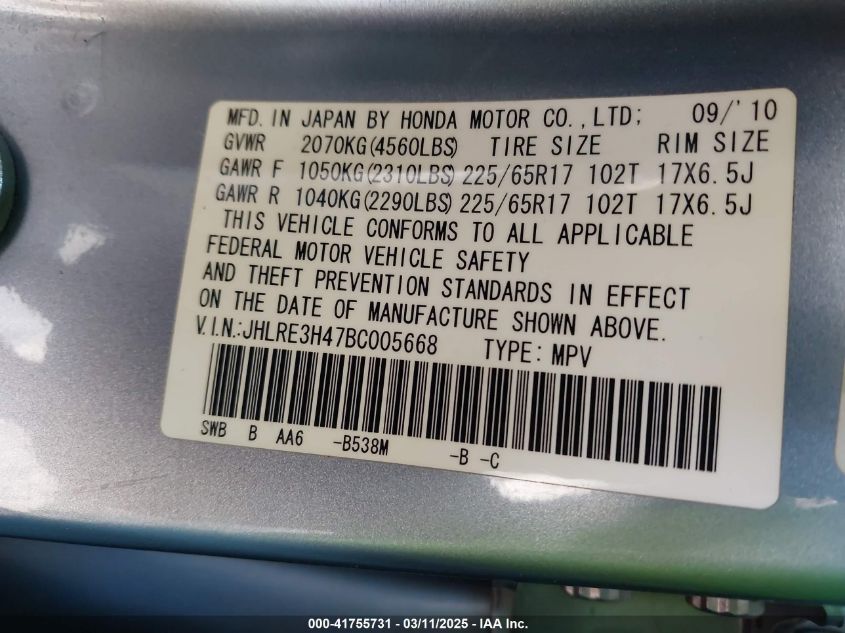 MFD. IN JAPAN BY HONDA MOTOR CO.,LTD; 09/'10
GVWR 2070KG(4560LBS) TIRE SIZE RIM SIZE
GAWR F 1050KG(2310LBS) 225/65R17 102T 17X6.5J
GAWR R 1040KG(2290LBS) 225/65R17 102T 17X6.5J
THIS VEHICLE CONFORMS TO ALL APPLICABLE
FEDERAL MOTOR VEHICLE SAFETY
AND THEFT PREVENTION STANDARDS IN EFFECT
ON THE DATE OF MANUFACTURE SHOWN ABOVE.
V.I.N.:JHLRE3H47BC005668 TYPE: MPV
SWB B AA6 -B538M -B -C
000-41755731 - 03/11/2025 - IAA Inc.